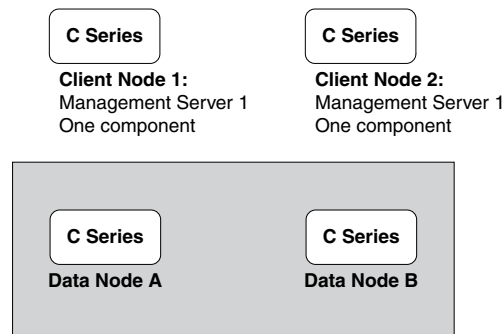 C Series
C Series
Client Node 1:
Management Server 1
One component
Client Node 2:
Management Server 1
One component
C Series
C Series
Data Node A
Data Node B